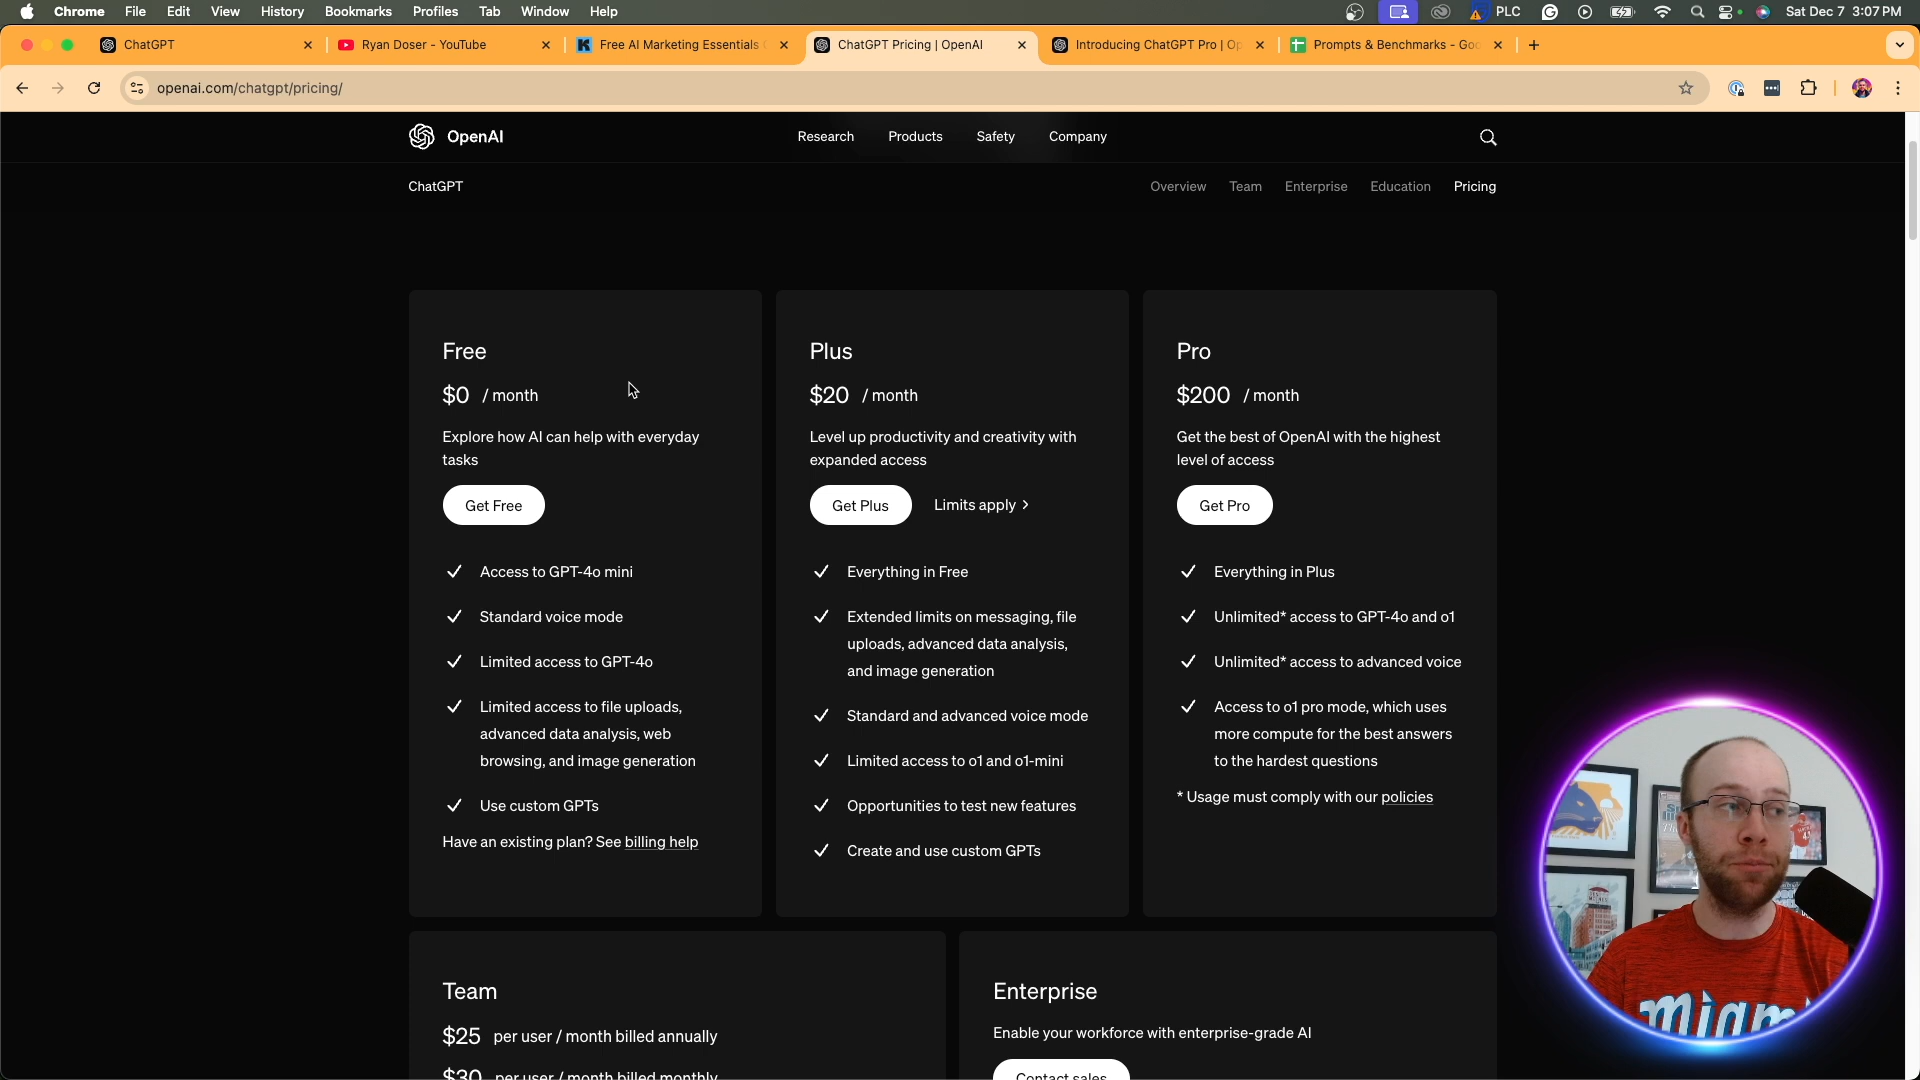 Chrome File Edit View History Bookmarks Profiles Tab Window Help PLC Sat Dec 7 3:07 PM
ChatGPT Ryan Doser - YouTube Free AI Marketing Essentials ChatGPT Pricing | OpenAI Introducing ChatGPT Pro | Op Prompts & Benchmarks - Goo
openai.com/chatgpt/pricing/
OpenAI Research Products Safety Company
ChatGPT Overview Team Enterprise Education Pricing
Free
$0 / month
Explore how AI can help with everyday
tasks
Get Free
Access to GPT-4o mini
Standard voice mode
Limited access to GPT-4o
Limited access to file uploads,
advanced data analysis, web
browsing, and image generation
Use custom GPTs
Have an existing plan? See billing help
Plus
$20 / month
Level up productivity and creativity with
expanded access
Get Plus Limits apply >
Everything in Free
Extended limits on messaging, file
uploads, advanced data analysis,
and image generation
Standard and advanced voice mode
Limited access to o1 and o1-mini
Opportunities to test new features
Create and use custom GPTs
Pro
$200 / month
Get the best of OpenAI with the highest
level of access
Get Pro
Everything in Plus
Unlimited* access to GPT-4o and o1
Unlimited* access to advanced voice
Access to o1 pro mode, which uses
more compute for the best answers
to the hardest questions
* Usage must comply with our policies
Team
$25 per user / month billed annually
$30 per user / month billed monthly
Enterprise
Enable your workforce with enterprise-grade AI
Contact sales
Miami